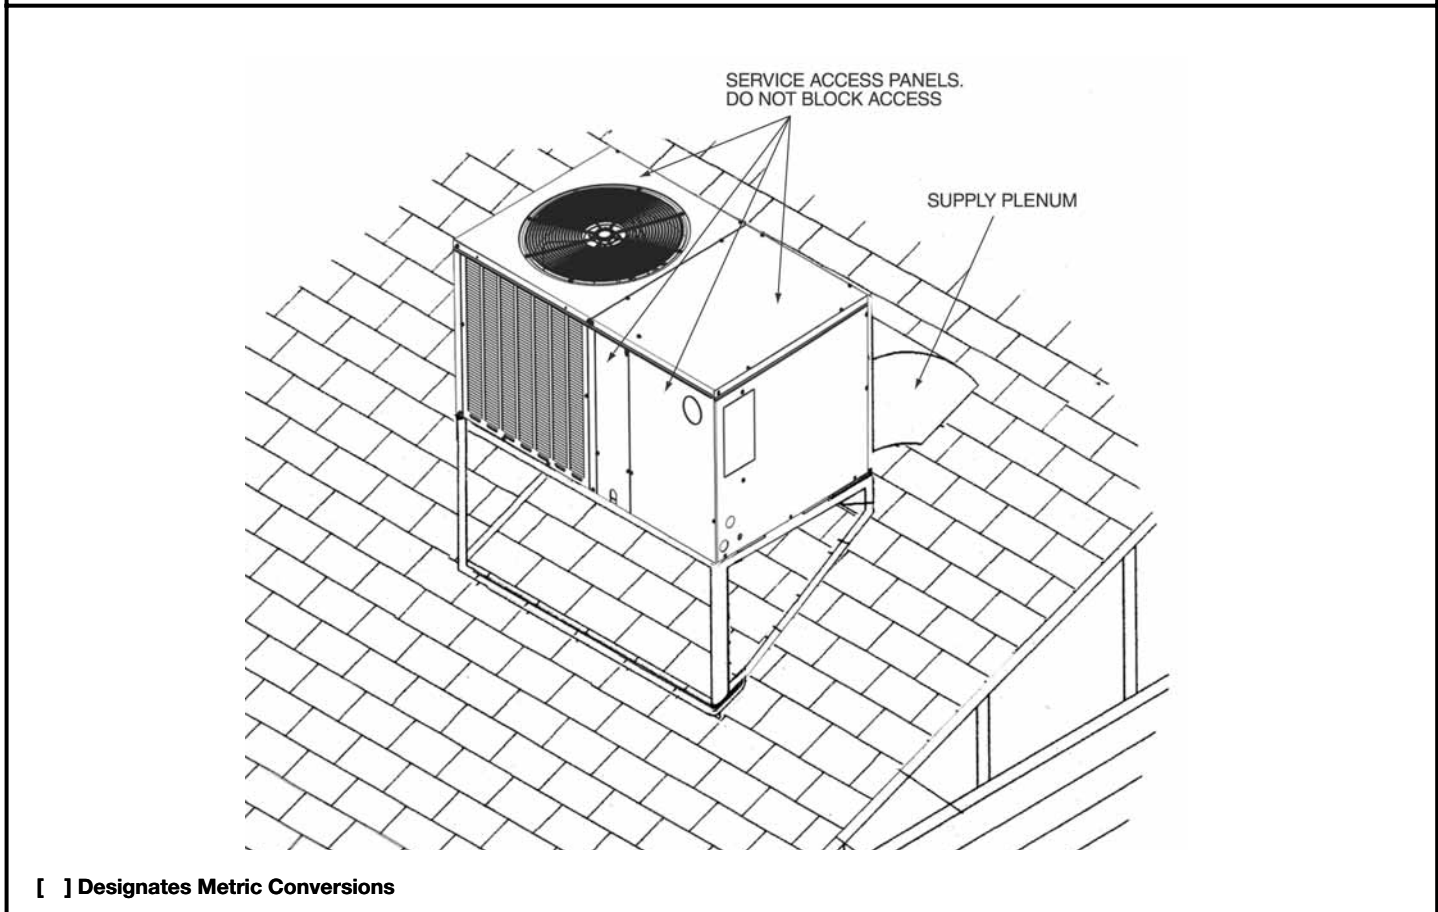 SERVICE ACCESS PANELS.
DO NOT BLOCK ACCESS
SUPPLY PLENUM
[ ] Designates Metric Conversions